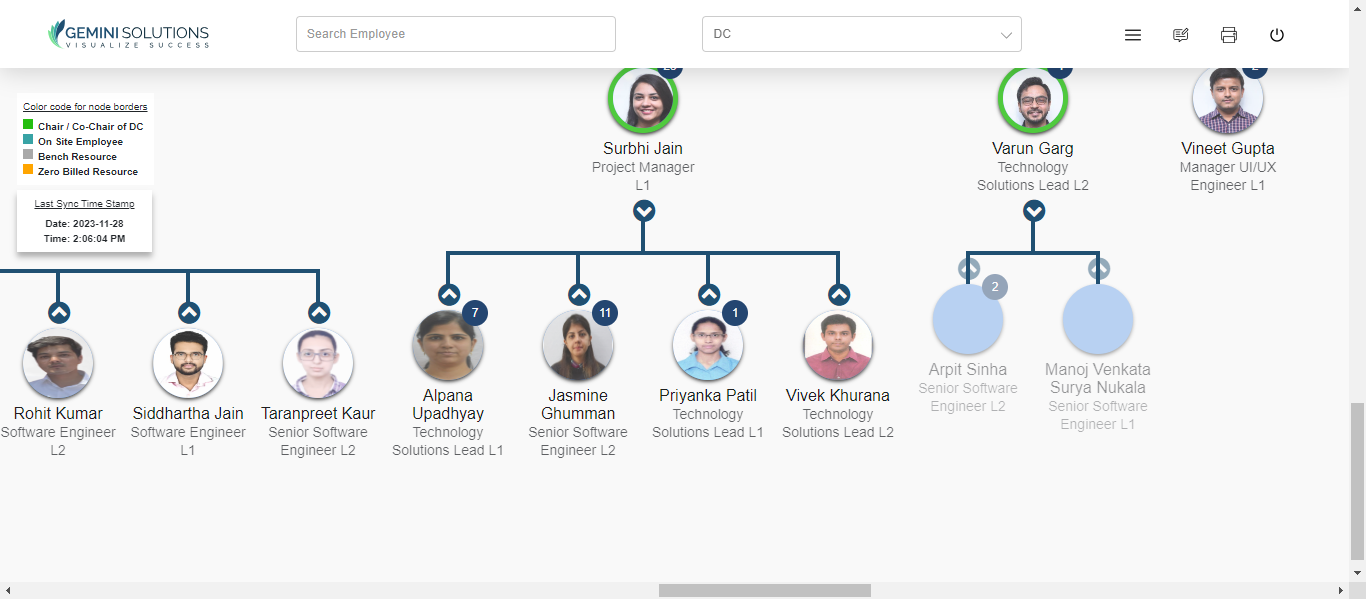 GEMINI SOLUTIONS
VISUALIZE SUCCESS
Search Employee
DC
Color code for node borders
Chair / Co-Chair of DC
On Site Employee
Bench Resource
Zero Billed Resource
Last Sync Time Stamp
Date: 2023-11-28
Time: 2:06:04 PM
Surbhi Jain
Project Manager
L1
Varun Garg
Technology
Solutions Lead L2
Vineet Gupta
Manager UI/UX
Engineer L1
Rohit Kumar
Software Engineer
L2
Siddhartha Jain
Software Engineer
L1
Taranpreet Kaur
Senior Software
Engineer L2
7
Alpana
Upadhyay
Technology
Solutions Lead L1
11
Jasmine
Ghumman
Senior Software
Engineer L2
1
Priyanka Patil
Technology
Solutions Lead L1
Vivek Khurana
Technology
Solutions Lead L2
2
Arpit Sinha
Senior Software
Engineer L2
Manoj Venkata
Surya Nukala
Senior Software
Engineer L1